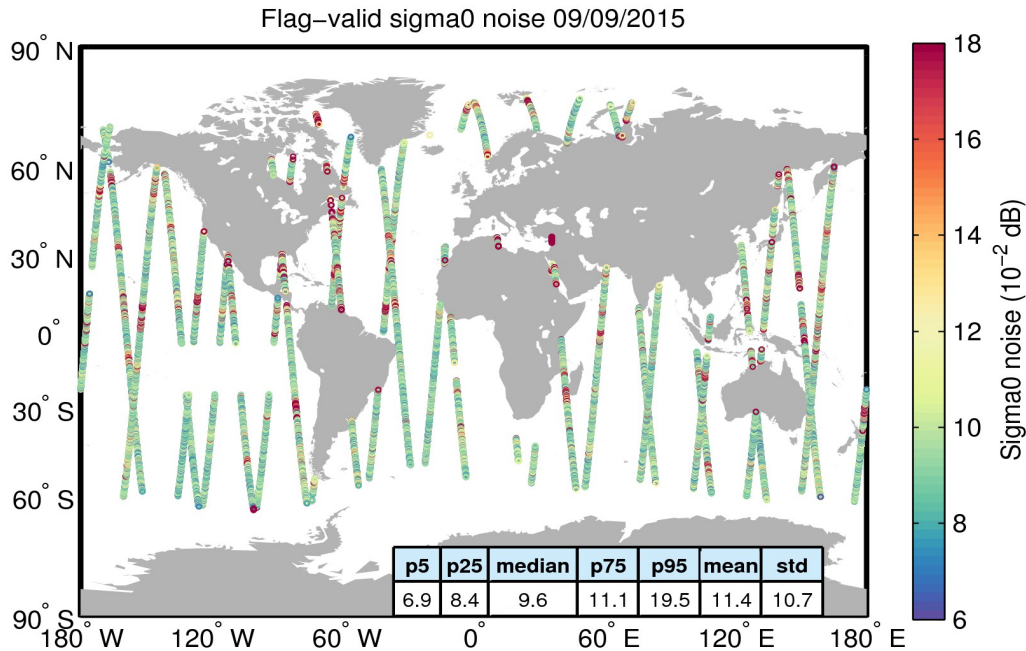 Flag−valid sigma0 noise 09/09/2015
90° N
60° N
30° N
0°
30° S
60° S
90° S
180° W
120° W
60° W
0°
60° E
120° E
180° E
p5 p25 median p75 p95 mean std
6.9 8.4 9.6 11.1 19.5 11.4 10.7
18
16
14
12
10
8
6
Sigma0 noise (10⁻² dB)